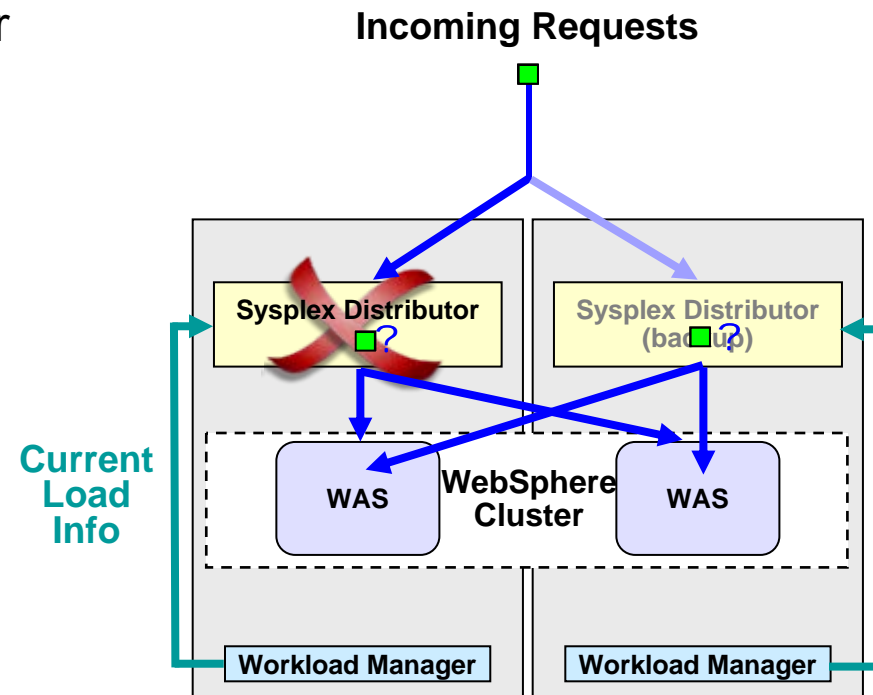 r
Incoming Requests
Sysplex Distributor
?
Sysplex Distributor
(backup)
?
Current
Load
Info
WAS
WebSphere
Cluster
WAS
Workload Manager
Workload Manager